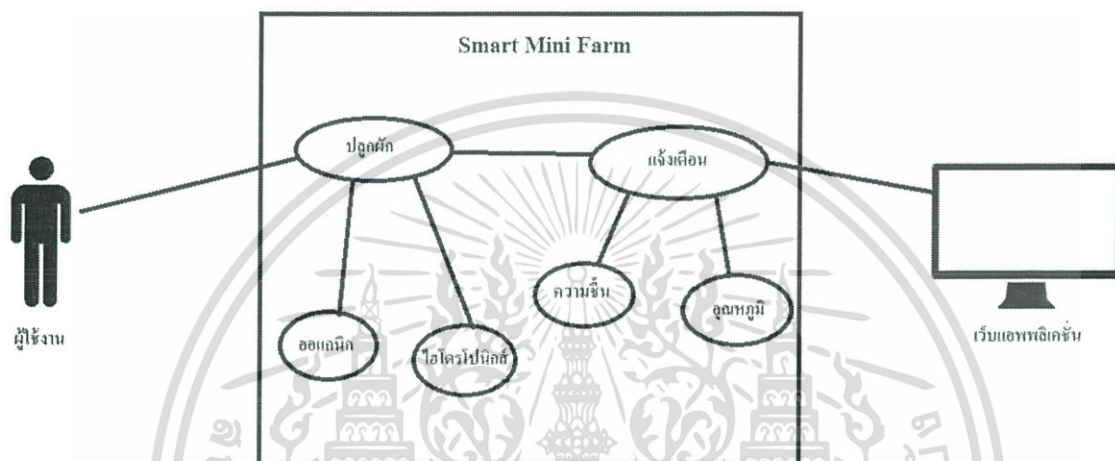 Smart Mini Farm
ปลูกผัก
แจ้งเตือน
ความชื้น
อุณหภูมิ
ออแกนิก
ไฮโดรโปนิกส์
ผู้ใช้งาน
เว็บแอพพลิเคชั่น